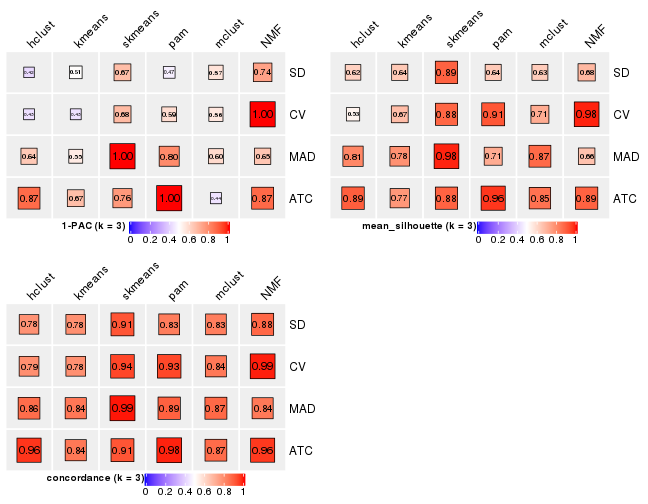 hclust kmeans skmeans pam mclust NMF
0.51 0.67 0.47 0.57 0.74 SD
0.68 0.59 0.56 1.00 CV
0.64 0.55 1.00 0.80 0.60 0.65 MAD
0.87 0.67 0.76 1.00 0.44 0.87 ATC
1-PAC (k = 3)
0 0.2 0.4 0.6 0.8 1
hclust kmeans skmeans pam mclust NMF
0.62 0.64 0.89 0.64 0.63 0.68 SD
0.53 0.67 0.88 0.91 0.71 0.98 CV
0.81 0.78 0.98 0.71 0.87 0.66 MAD
0.89 0.77 0.88 0.96 0.85 0.89 ATC
mean_silhouette (k = 3)
0 0.2 0.4 0.6 0.8 1
hclust kmeans skmeans pam mclust NMF
0.78 0.78 0.91 0.83 0.83 0.88 SD
0.79 0.78 0.94 0.93 0.84 0.99 CV
0.86 0.84 0.99 0.89 0.87 0.84 MAD
0.96 0.84 0.91 0.98 0.87 0.96 ATC
concordance (k = 3)
0 0.2 0.4 0.6 0.8 1